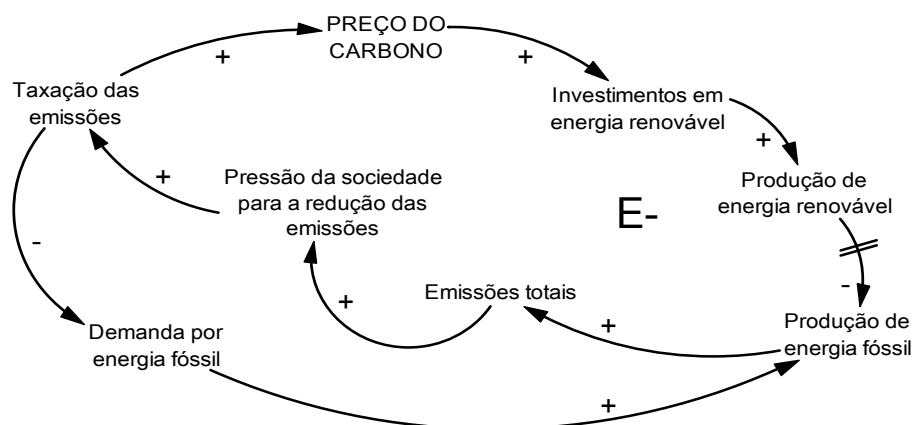 PREÇO DO
CARBONO
+
+
Taxação das
emissões
Investimentos em
energia renovável
+
+
Pressão da sociedade
para a redução das
emissões
Produção de
energia renovável
E-
-
-
Emissões totais
+
+
Demanda por
energia fóssil
Produção de
energia fóssil
+